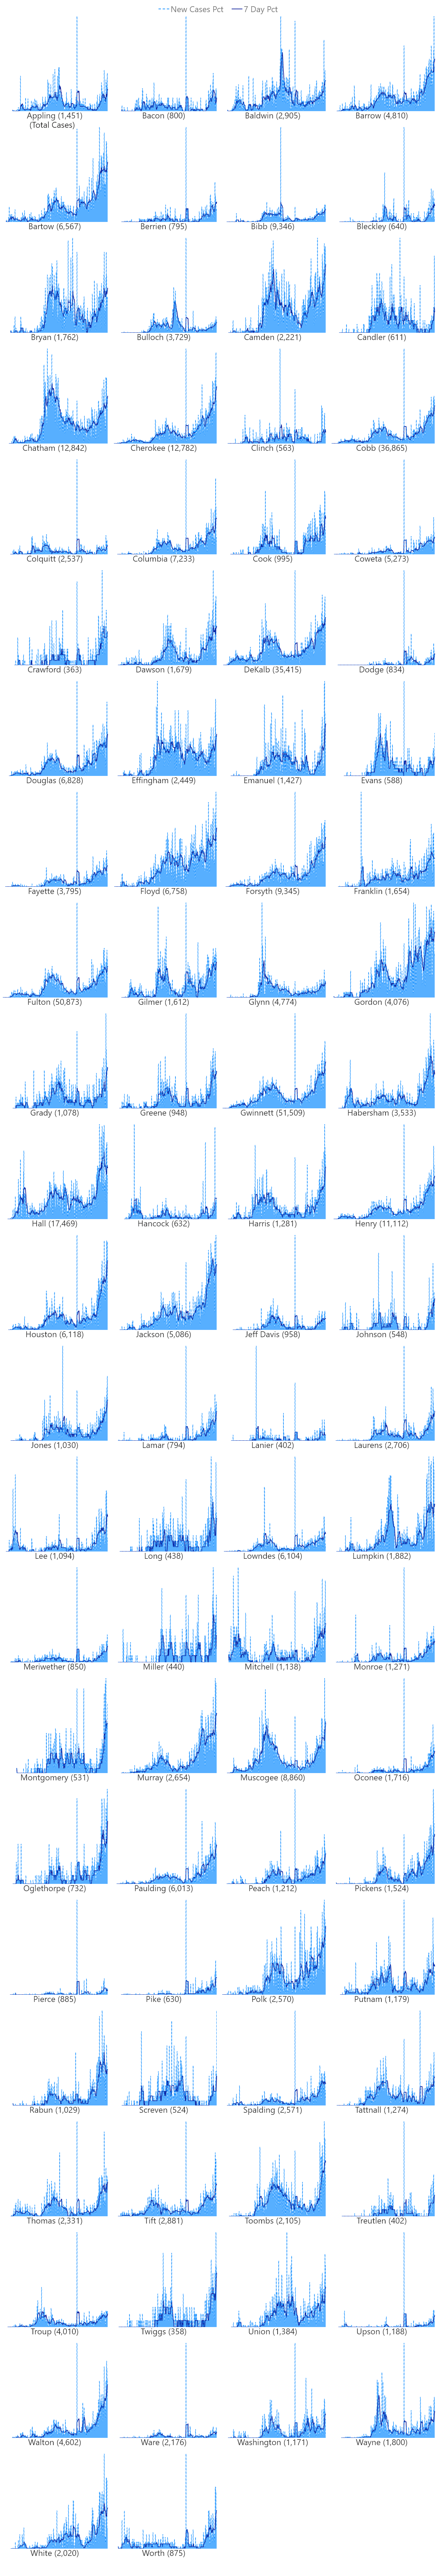 New Cases Pct 7 Day Pct
Appling (1,451) Bacon (800) Baldwin (2,905) Barrow (4,810)
(Total Cases)
Bartow (6,567) Berrien (795) Bibb (9,346) Bleckley (640)
Bryan (1,762) Bulloch (3,729) Camden (2,221) Candler (611)
Chatham (12,842) Cherokee (12,782) Clinch (563) Cobb (36,865)
Colquitt (2,537) Columbia (7,233) Cook (995) Coweta (5,273)
Crawford (363) Dawson (1,679) DeKalb (35,415) Dodge (834)
Douglas (6,828) Effingham (2,449) Emanuel (1,427) Evans (588)
Fayette (3,795) Floyd (6,758) Forsyth (9,345) Franklin (1,654)
Fulton (50,873) Gilmer (1,612) Glynn (4,774) Gordon (4,076)
Grady (1,078) Greene (948) Gwinnett (51,509) Habersham (3,533)
Hall (17,469) Hancock (632) Harris (1,281) Henry (11,112)
Houston (6,118) Jackson (5,086) Jeff Davis (958) Johnson (548)
Jones (1,030) Lamar (794) Lanier (402) Laurens (2,706)
Lee (1,094) Long (438) Lowndes (6,104) Lumpkin (1,882)
Meriwether (850) Miller (440) Mitchell (1,138) Monroe (1,271)
Montgomery (531) Murray (2,654) Muscogee (8,860) Oconee (1,716)
Oglethorpe (732) Paulding (6,013) Peach (1,212) Pickens (1,524)
Pierce (885) Pike (630) Polk (2,570) Putnam (1,179)
Rabun (1,029) Screven (524) Spalding (2,571) Tattnall (1,274)
Thomas (2,331) Tift (2,881) Toombs (2,105) Treutlen (402)
Troup (4,010) Twiggs (358) Union (1,384) Upson (1,188)
Walton (4,602) Ware (2,176) Washington (1,171) Wayne (1,800)
White (2,020) Worth (875)